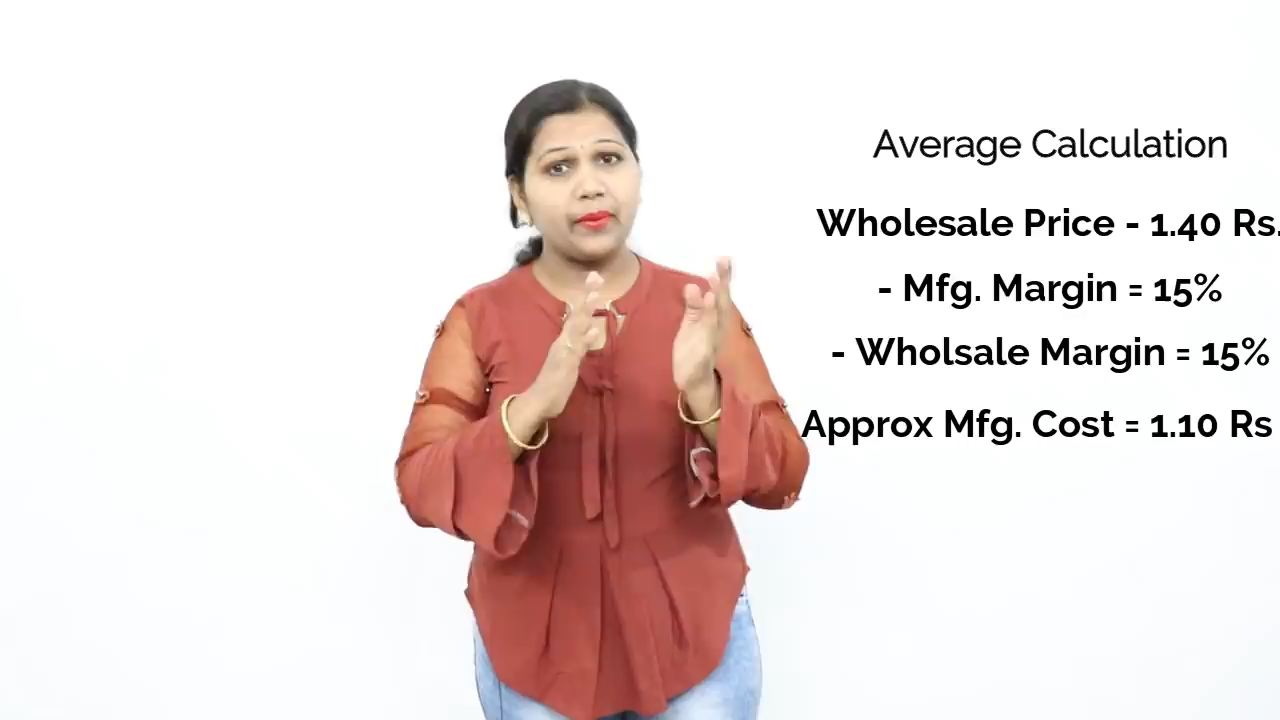 Average Calculation
Wholesale Price - 1.40 Rs.
- Mfg. Margin = 15%
- Wholsale Margin = 15%
Approx Mfg. Cost = 1.10 Rs